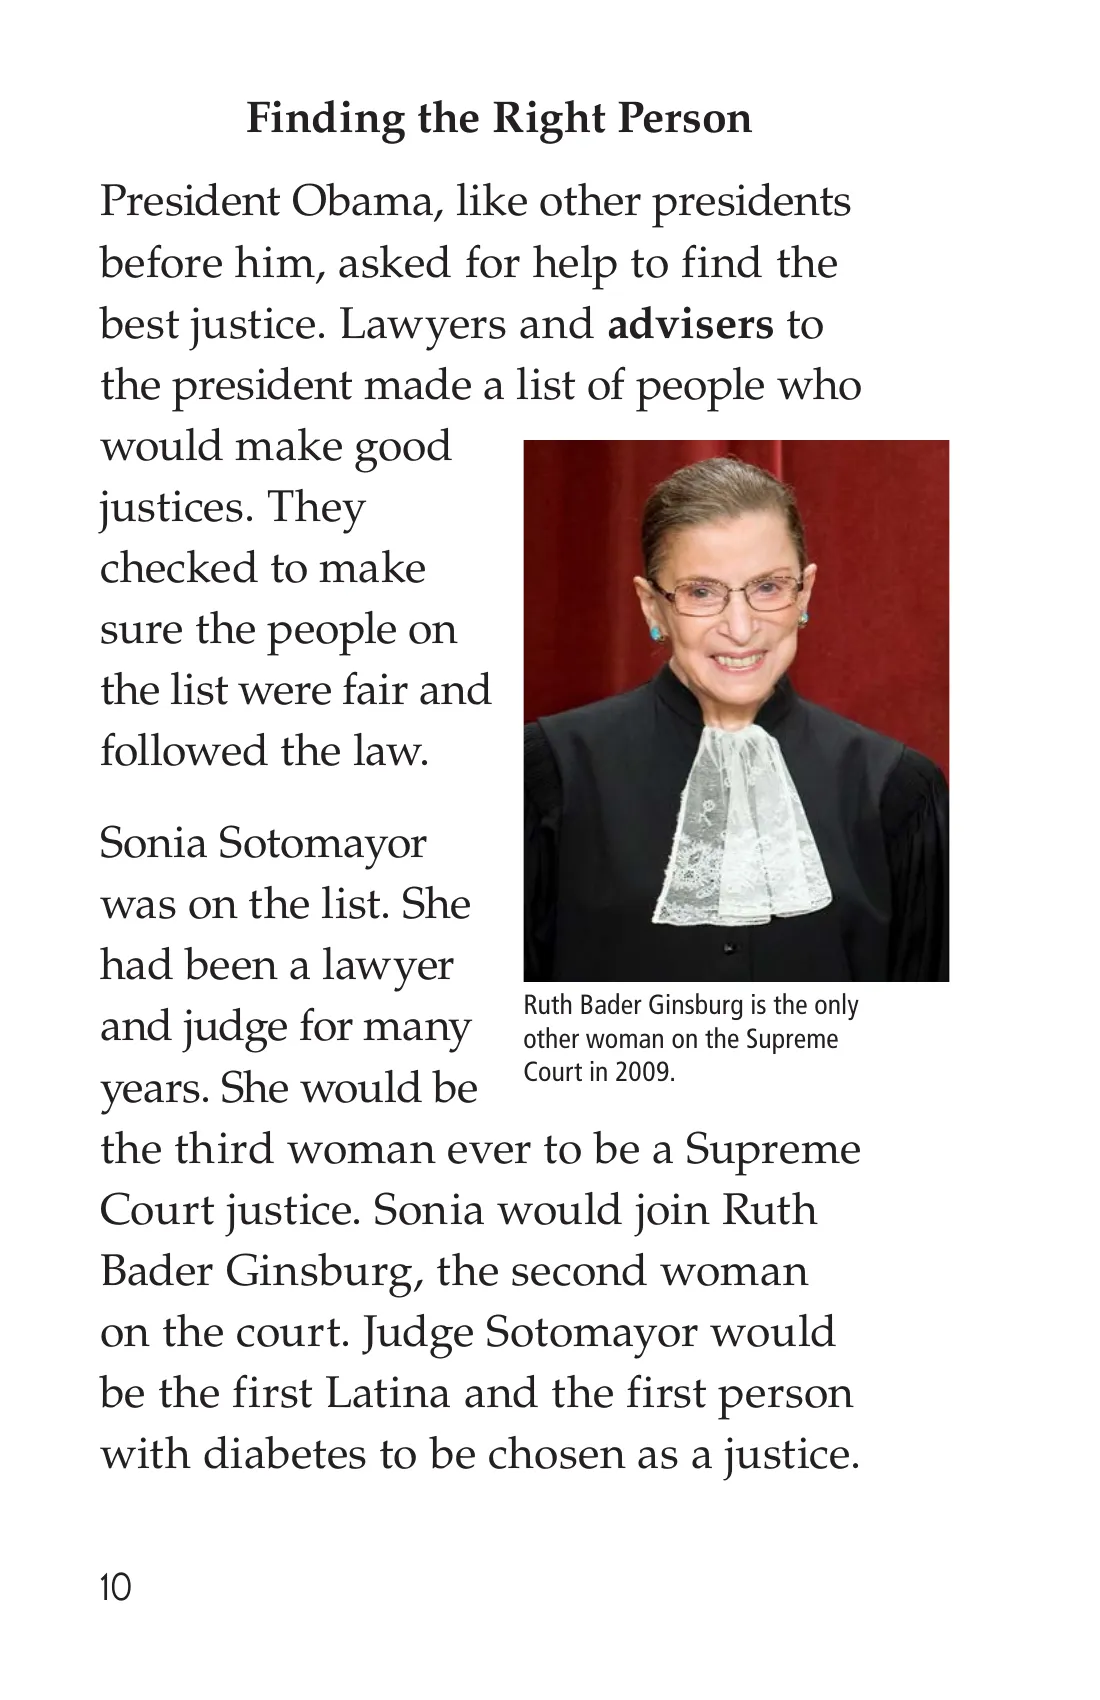 Finding the Right Person
President Obama, like other presidents
before him, asked for help to find the
best justice. Lawyers and advisers to
the president made a list of people who
would make good
justices. They
checked to make
sure the people on
the list were fair and
followed the law.
Sonia Sotomayor
was on the list. She
had been a lawyer
and judge for many
years. She would be
the third woman ever to be a Supreme
Court justice. Sonia would join Ruth
Bader Ginsburg, the second woman
on the court. Judge Sotomayor would
be the first Latina and the first person
with diabetes to be chosen as a justice.
Ruth Bader Ginsburg is the only
other woman on the Supreme
Court in 2009.
10